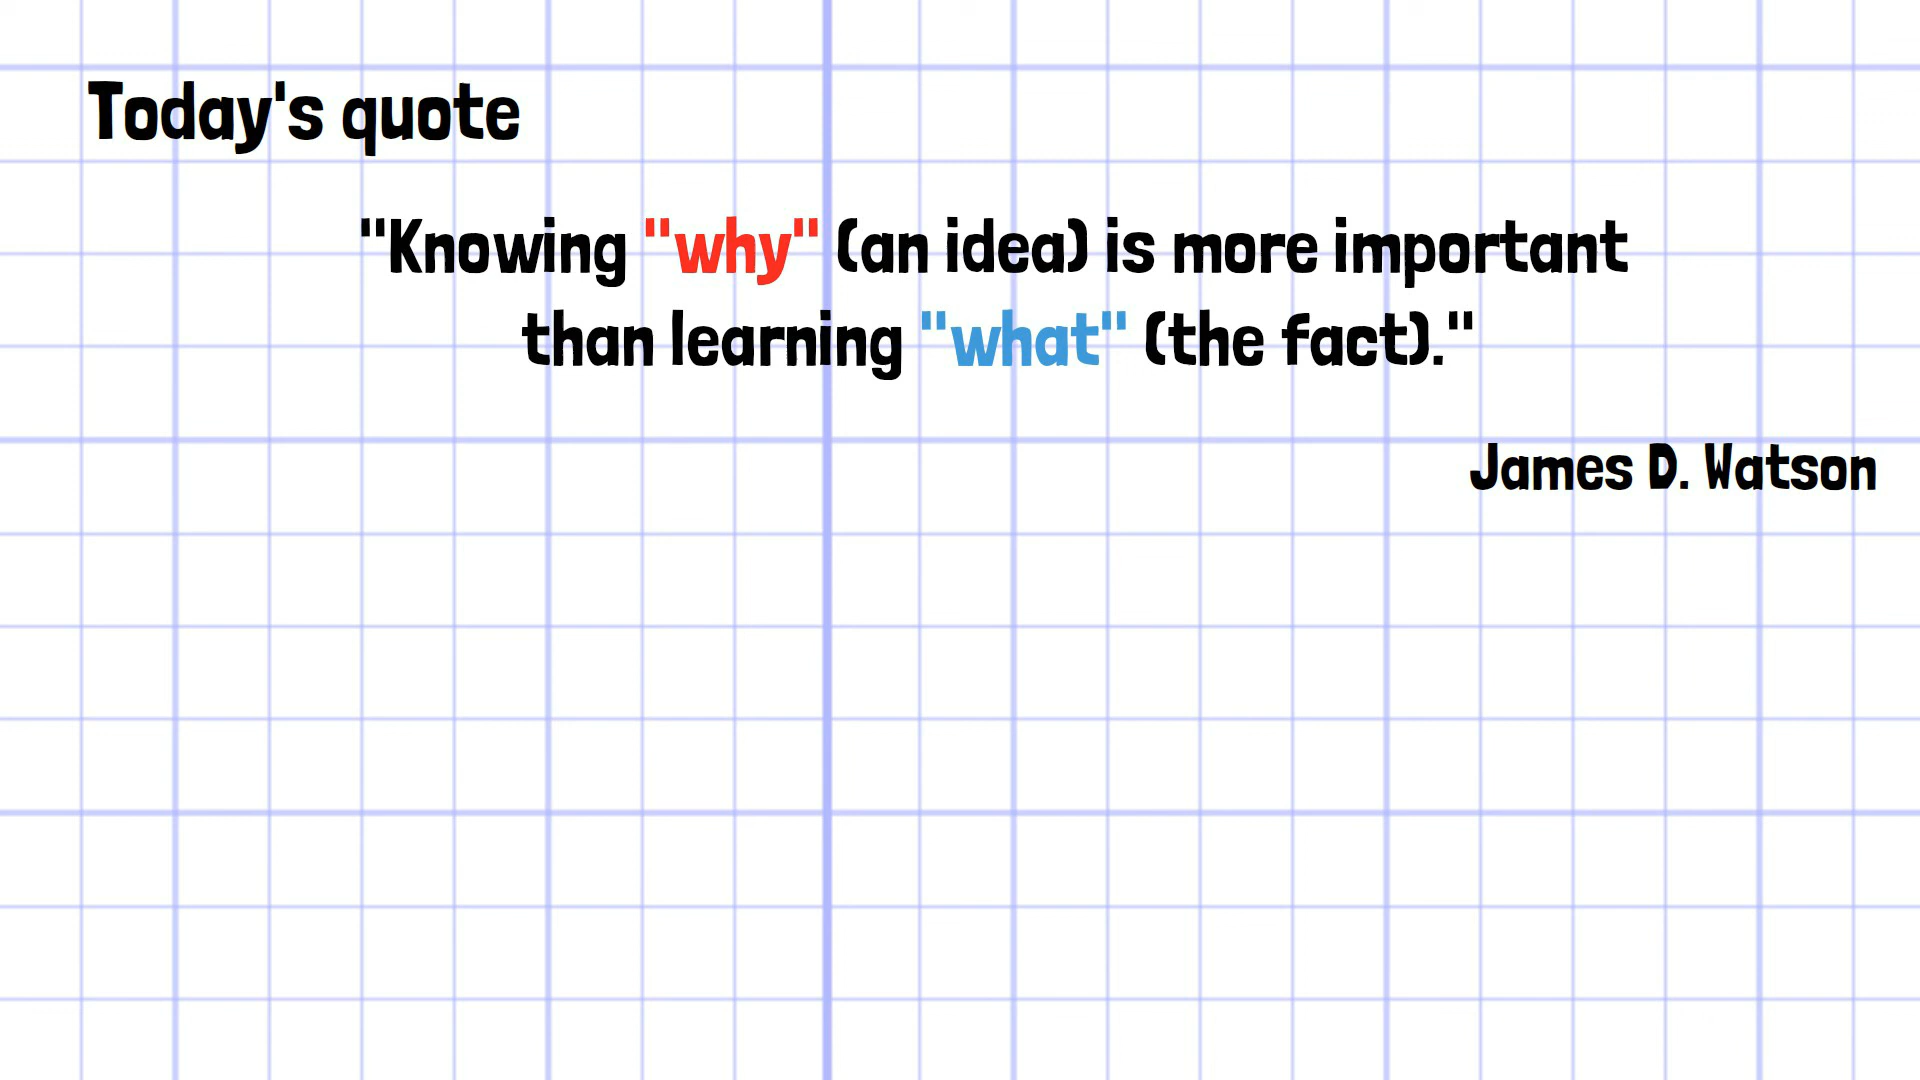 Today's quote
"Knowing "why" (an idea) is more important
than learning "what" (the fact)."
James D. Watson